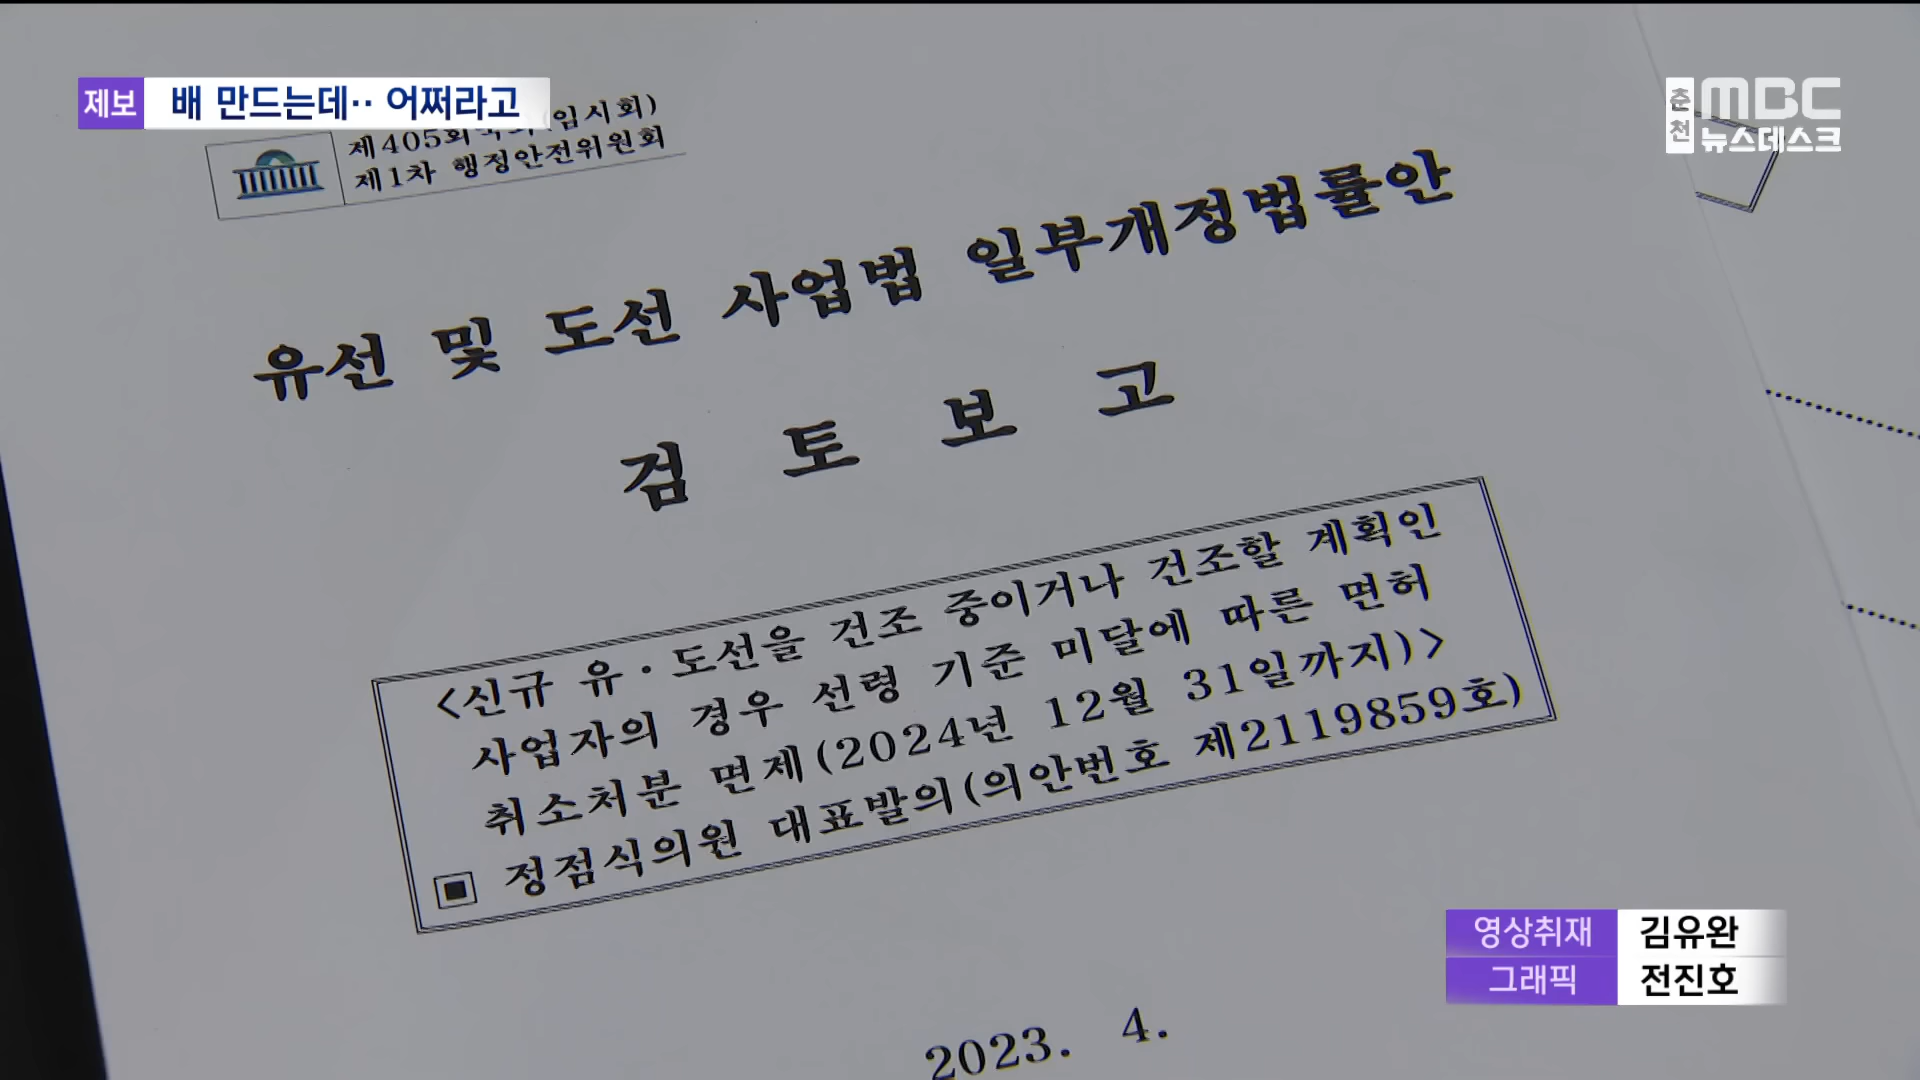 제보 배 만드는데·· 어쩌라고
춘천 MBC
뉴스데스크
제405회국회(임시회)
제1차 행정안전위원회
유선 및 도선 사업법 일부개정법률안
검 토 보 고
<신규 유·도선을 건조 중이거나 건조할 계획인
사업자의 경우 선령 기준 미달에 따른 면허
취소처분 면제(2024년 12월 31일까지)>
▣ 정점식의원 대표발의(의안번호 제2119859호)
영상취재 김유완
그래픽 전진호
2023. 4.